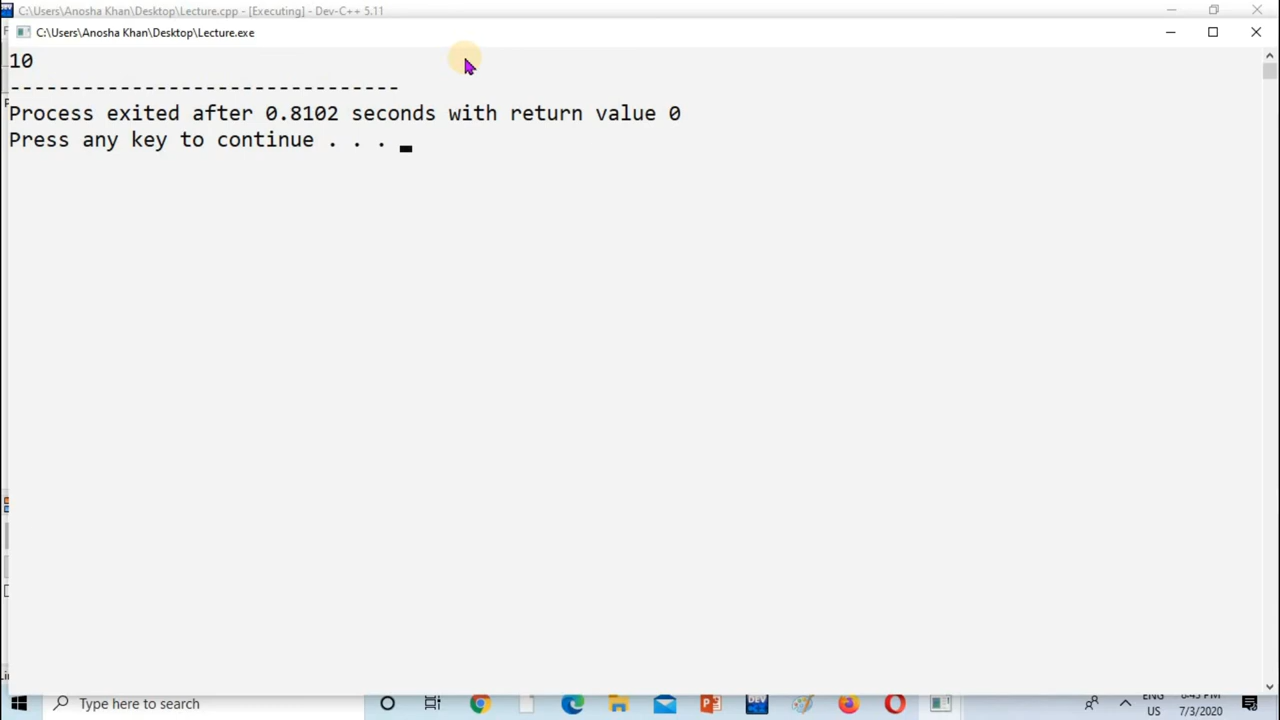 C:\Users\Anosha Khan\Desktop\Lecture.cpp - [Executing] - Dev-C++ 5.11
C:\Users\Anosha Khan\Desktop\Lecture.exe
10
--------------------------------
Process exited after 0.8102 seconds with return value 0
Press any key to continue . . .
Type here to search
DEV
ENG
US
7/3/2020